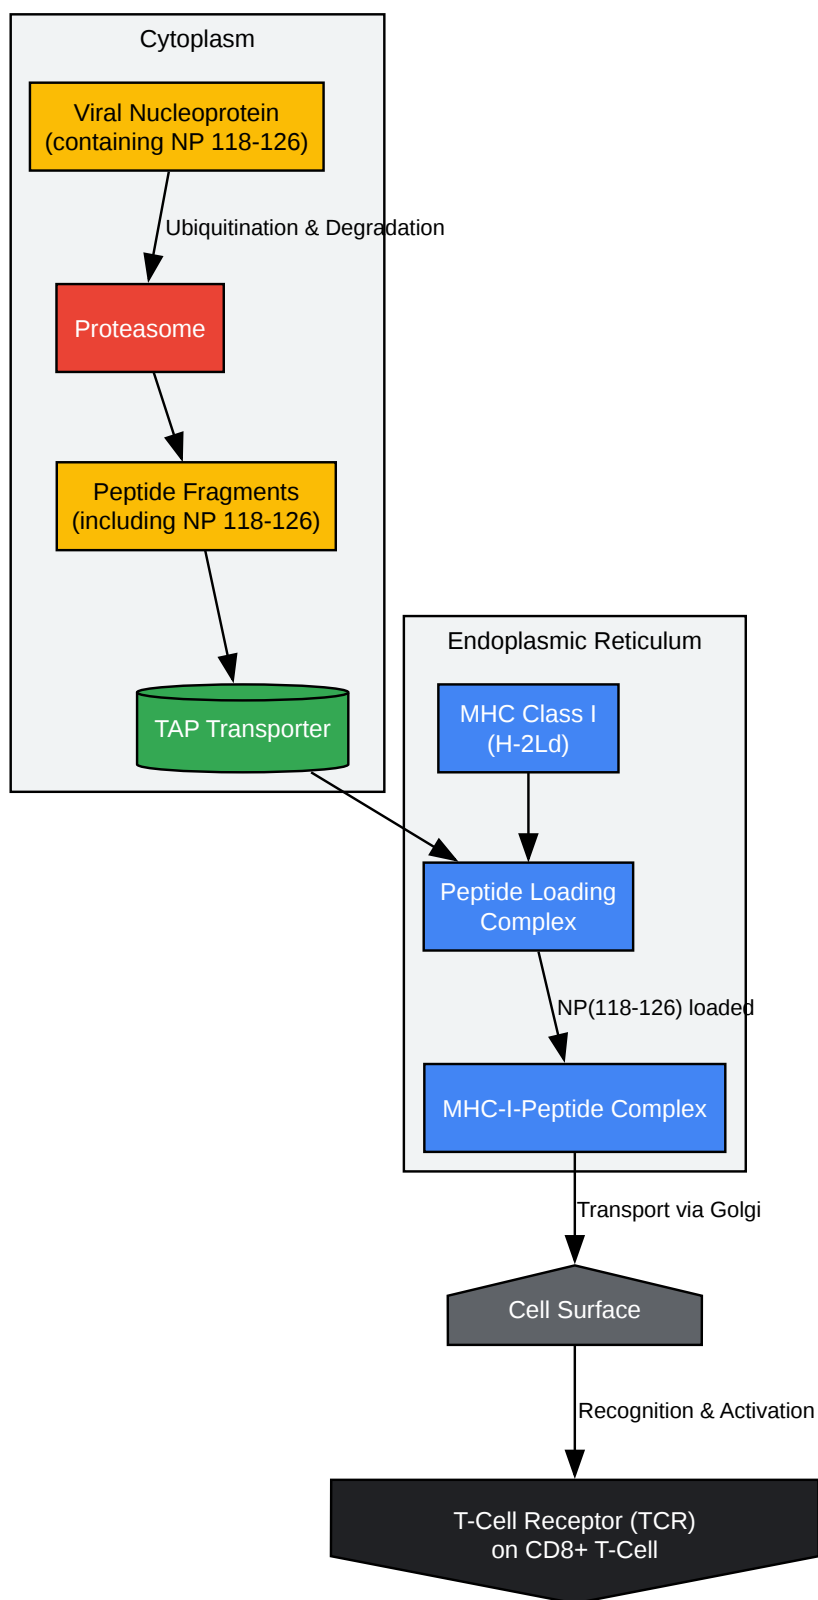 Cytoplasm
Viral Nucleoprotein
(containing NP 118-126)
Ubiquitination & Degradation
Proteasome
Peptide Fragments
(including NP 118-126)
TAP Transporter
Endoplasmic Reticulum
MHC Class I
(H-2Ld)
Peptide Loading
Complex
NP(118-126) loaded
MHC-I-Peptide Complex
Transport via Golgi
Cell Surface
Recognition & Activation
T-Cell Receptor (TCR)
on CD8+ T-Cell